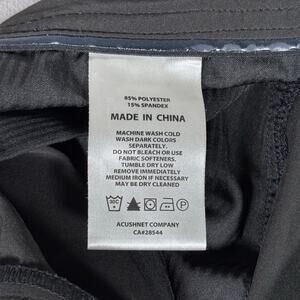 85% POLYESTER
15% SPANDEX
MADE IN CHINA
MACHINE WASH COLD
WASH DARK COLORS
SEPARATELY.
DO NOT BLEACH OR USE
FABRIC SOFTENERS.
TUMBLE DRY LOW
REMOVE IMMEDIATELY
MEDIUM IRON IF NECESSARY
MAY BE DRY CLEANED
30C P
ACUSHNET COMPANY
CA#28544